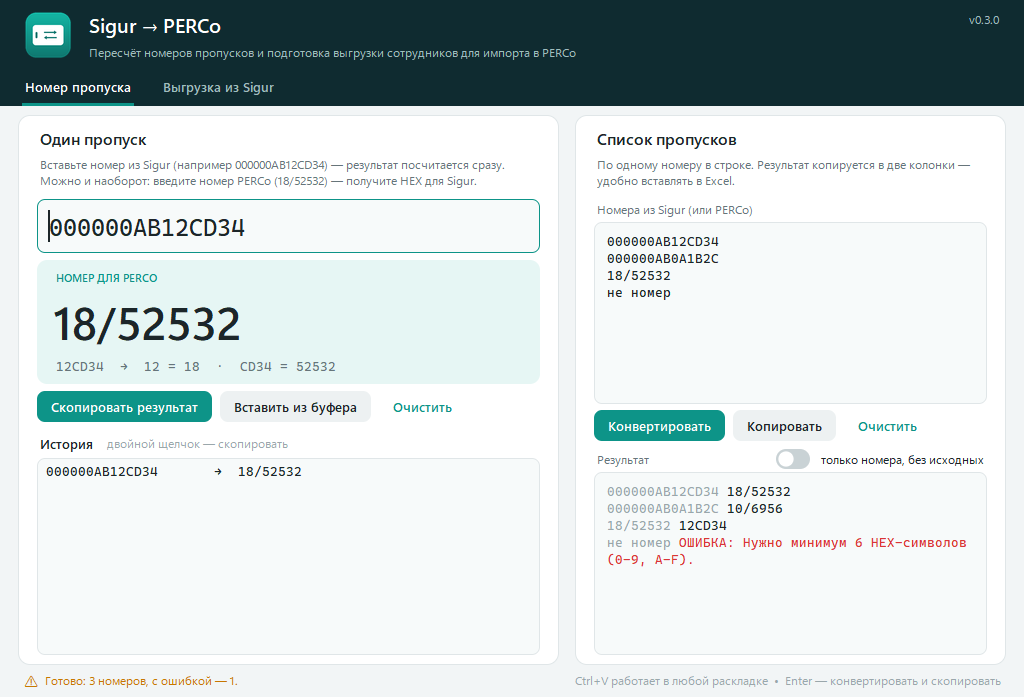 Sigur → PERCo
v0.3.0
Пересчёт номеров пропусков и подготовка выгрузки сотрудников для импорта в PERCo
Номер пропуска
Выгрузка из Sigur
Один пропуск
Вставьте номер из Sigur (например 000000AB12CD34) — результат посчитается сразу.
Можно и наоборот: введите номер PERCo (18/52532) — получите HEX для Sigur.
000000AB12CD34
НОМЕР ДЛЯ PERCO
18/52532
12CD34 → 12 = 18 · CD34 = 52532
Скопировать результат
Вставить из буфера
Очистить
История
двойной щелчок — скопировать
000000AB12CD34 → 18/52532
Список пропусков
По одному номеру в строке. Результат копируется в две колонки —
удобно вставлять в Excel.
Номера из Sigur (или PERCo)
000000AB12CD34
000000AB0A1B2C
18/52532
не номер
Конвертировать
Копировать
Очистить
Результат
только номера, без исходных
000000AB12CD34 18/52532
000000AB0A1B2C 10/6956
18/52532 12CD34
не номер ОШИБКА: Нужно минимум 6 HEX-символов
(0-9, A-F).
Готово: 3 номеров, с ошибкой — 1.
Ctrl+V работает в любой раскладке • Enter — конвертировать и скопировать